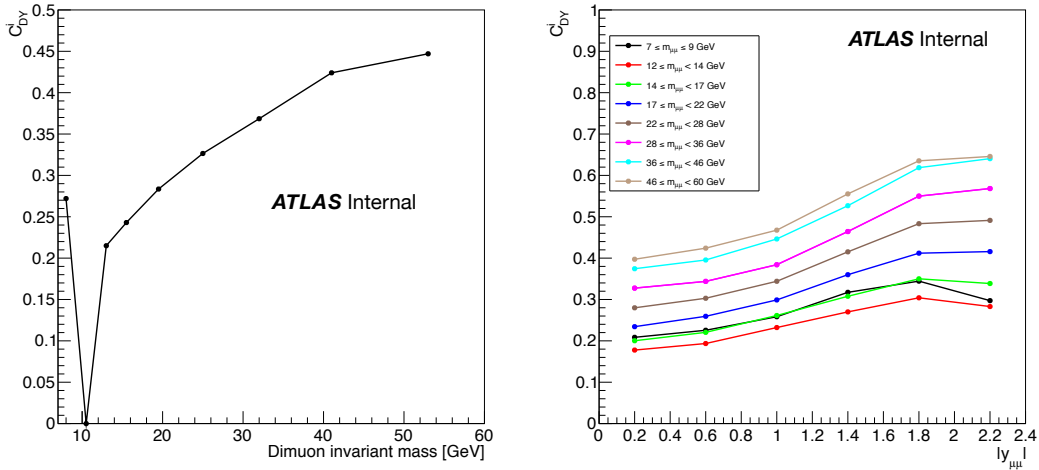 C^i_DY
0.5
0.45
0.4
0.35
0.3
0.25
0.2
0.15
0.1
0.05
0
10 20 30 40 50 60
Dimuon invariant mass [GeV]
ATLAS Internal
C^i_DY
1
0.9
0.8
0.7
0.6
0.5
0.4
0.3
0.2
0.1
0
0 0.2 0.4 0.6 0.8 1 1.2 1.4 1.6 1.8 2 2.2 2.4
|y_μμ|
ATLAS Internal
7 ≤ m_μμ ≤ 9 GeV
12 ≤ m_μμ < 14 GeV
14 ≤ m_μμ < 17 GeV
17 ≤ m_μμ < 22 GeV
22 ≤ m_μμ < 28 GeV
28 ≤ m_μμ < 36 GeV
36 ≤ m_μμ < 46 GeV
46 ≤ m_μμ < 60 GeV